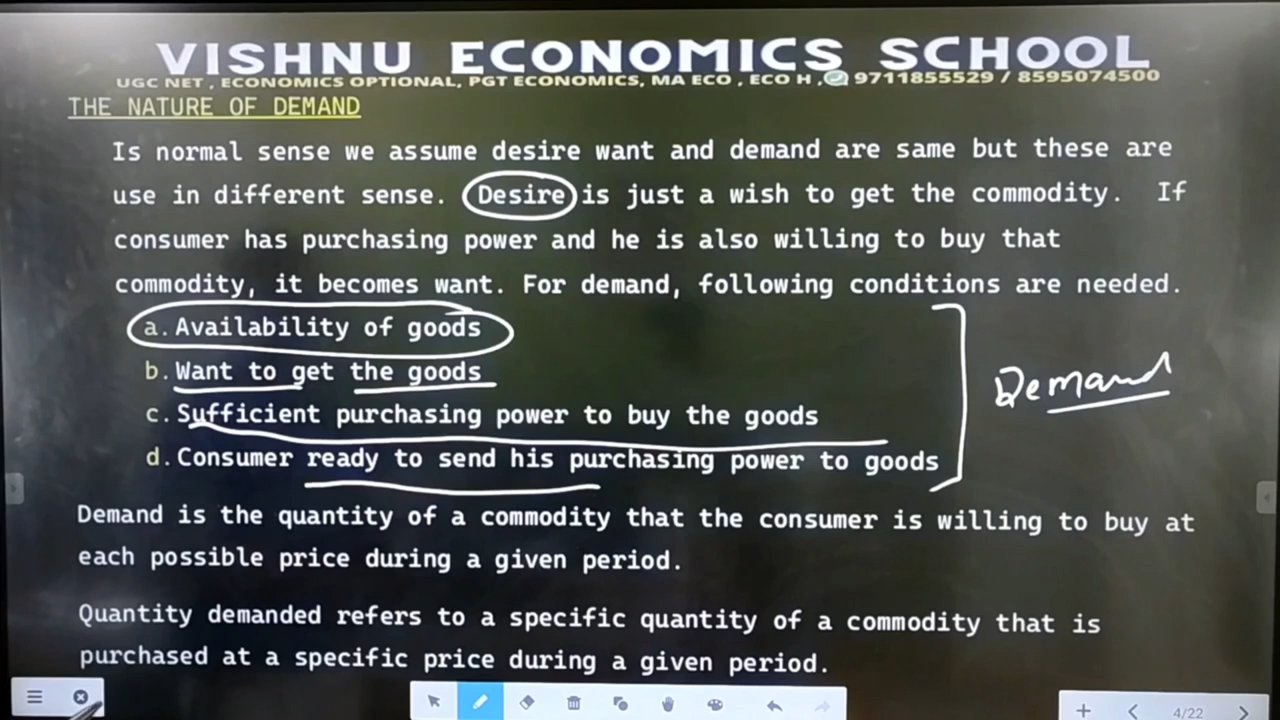 VISHNU ECONOMICS SCHOOL
UGC NET , ECONOMICS OPTIONAL, PGT ECONOMICS, MA ECO , ECO H , 9711855529 / 8595074500
THE NATURE OF DEMAND
Is normal sense we assume desire want and demand are same but these are
use in different sense. Desire is just a wish to get the commodity. If
consumer has purchasing power and he is also willing to buy that
commodity, it becomes want. For demand, following conditions are needed.
a. Availability of goods
b. Want to get the goods
c. Sufficient purchasing power to buy the goods
d. Consumer ready to send his purchasing power to goods
Demand
Demand is the quantity of a commodity that the consumer is willing to buy at
each possible price during a given period.
Quantity demanded refers to a specific quantity of a commodity that is
purchased at a specific price during a given period.
4/22